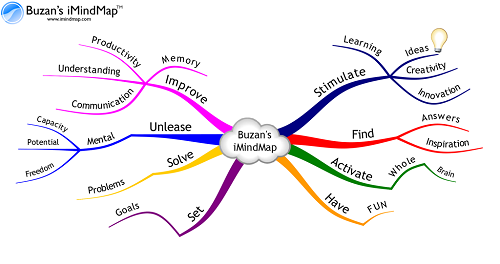 Buzan's iMindMap™
www.imindmap.com
Productivity
Memory
Understanding
Improve
Communication
Learning
Ideas
Creativity
Stimulate
Innovation
Capacity
Potential
Mental
Unlease
Freedom
Buzan's
iMindMap
Find
Answers
Inspiration
Solve
Problems
Activate
Whole
Brain
Goals
Set
Have
FUN